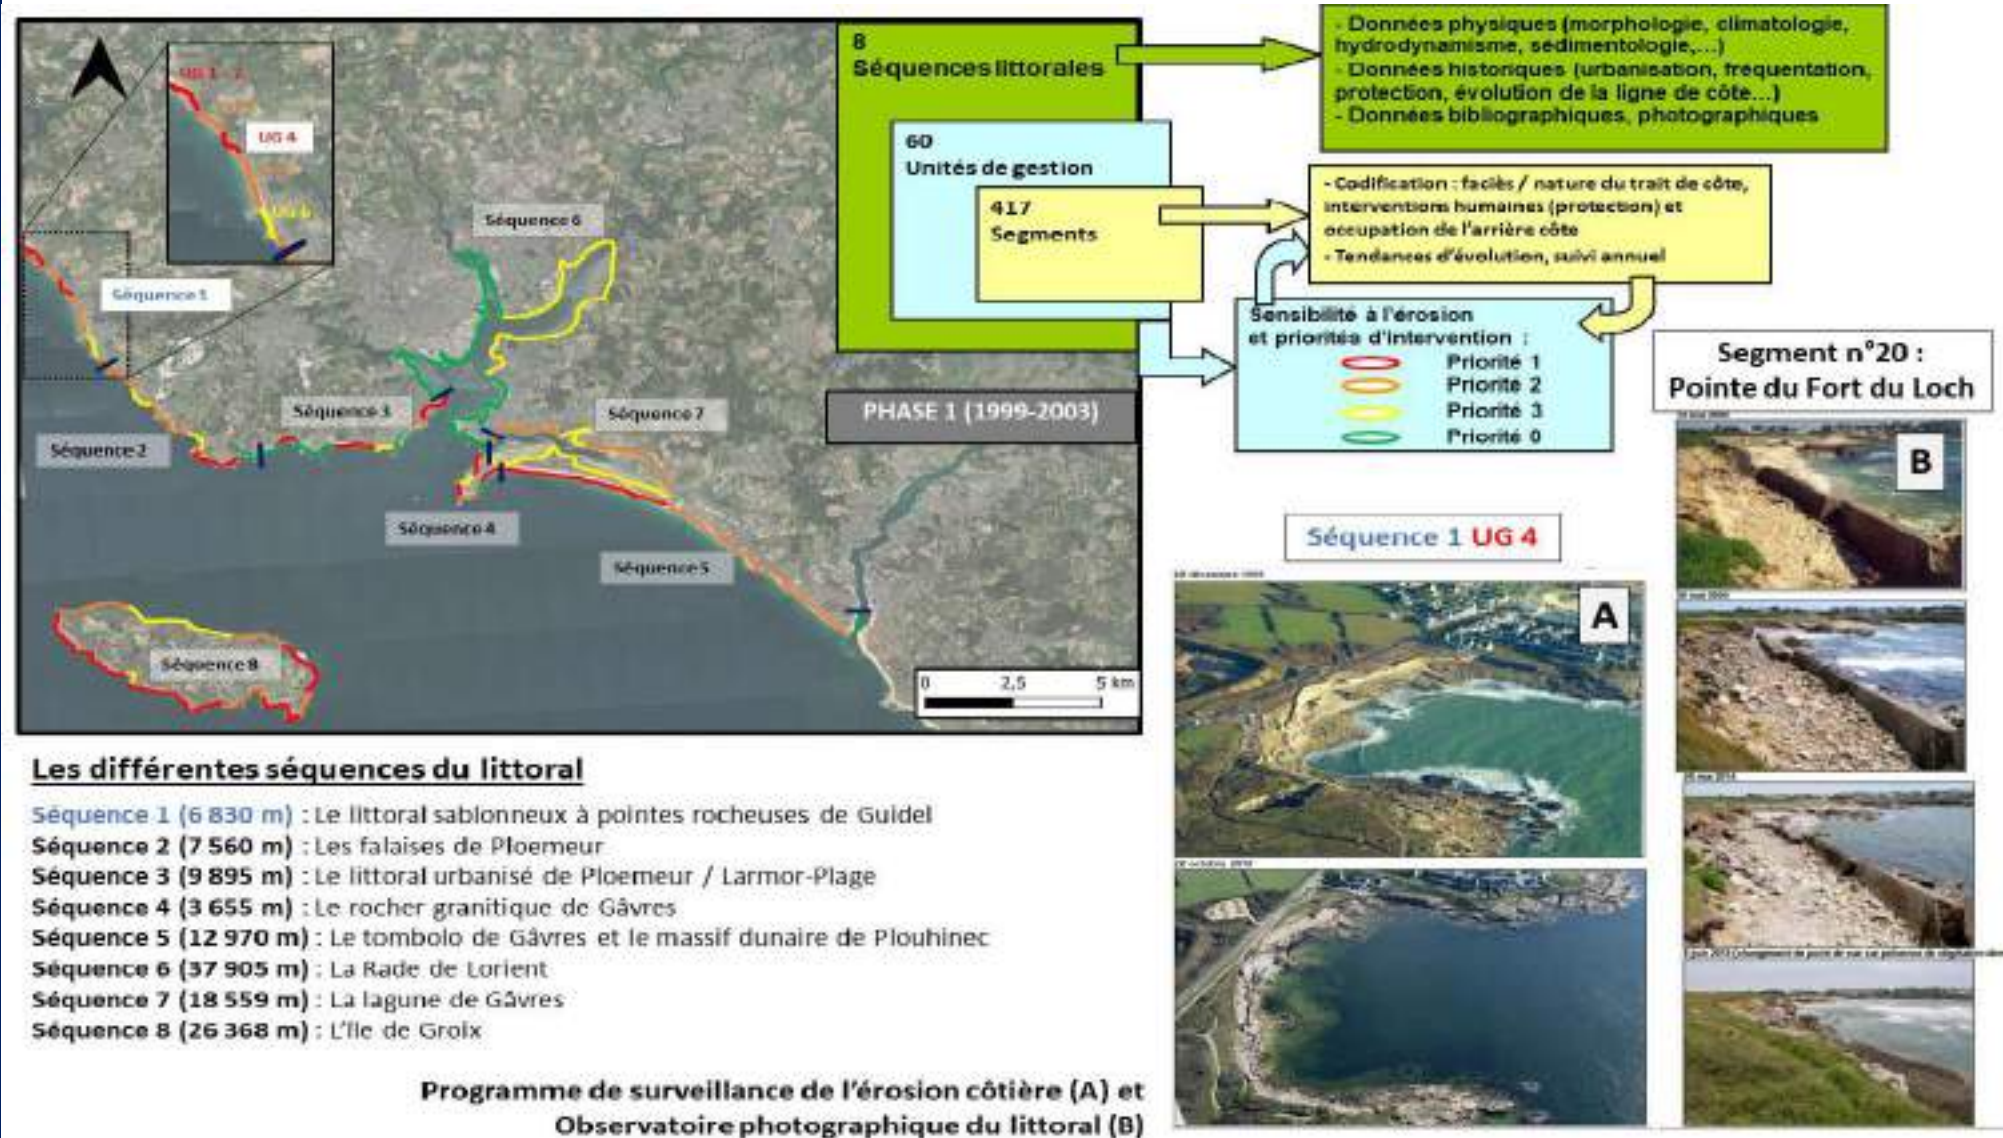 UG 1 - 2
UG 4
UG 6
Séquence 1
Séquence 6
Séquence 3
Séquence 7
Séquence 2
Séquence 4
Séquence 5
Séquence 8
0 2,5 5 km
8
Séquences littorales
60
Unités de gestion
417
Segments
PHASE 1 (1999-2003)
- Données physiques (morphologie, climatologie,
hydrodynamisme, sédimentologie,...)
- Données historiques (urbanisation, fréquentation,
protection, évolution de la ligne de côte...)
- Données bibliographiques, photographiques
- Codification : faciès / nature du trait de côte,
interventions humaines (protection) et
occupation de l'arrière côte
- Tendances d'évolution, suivi annuel
Sensibilité à l'érosion
et priorités d'intervention :
Priorité 1
Priorité 2
Priorité 3
Priorité 0
Segment n°20 :
Pointe du Fort du Loch
B
Séquence 1 UG 4
A
Les différentes séquences du littoral
Séquence 1 (6 830 m) : Le littoral sablonneux à pointes rocheuses de Guidel
Séquence 2 (7 560 m) : Les falaises de Ploemeur
Séquence 3 (9 895 m) : Le littoral urbanisé de Ploemeur / Larmor-Plage
Séquence 4 (3 655 m) : Le rocher granitique de Gâvres
Séquence 5 (12 970 m) : Le tombolo de Gâvres et le massif dunaire de Plouhinec
Séquence 6 (37 905 m) : La Rade de Lorient
Séquence 7 (18 559 m) : La lagune de Gâvres
Séquence 8 (26 368 m) : L'île de Groix
Programme de surveillance de l'érosion côtière (A) et
Observatoire photographique du littoral (B)